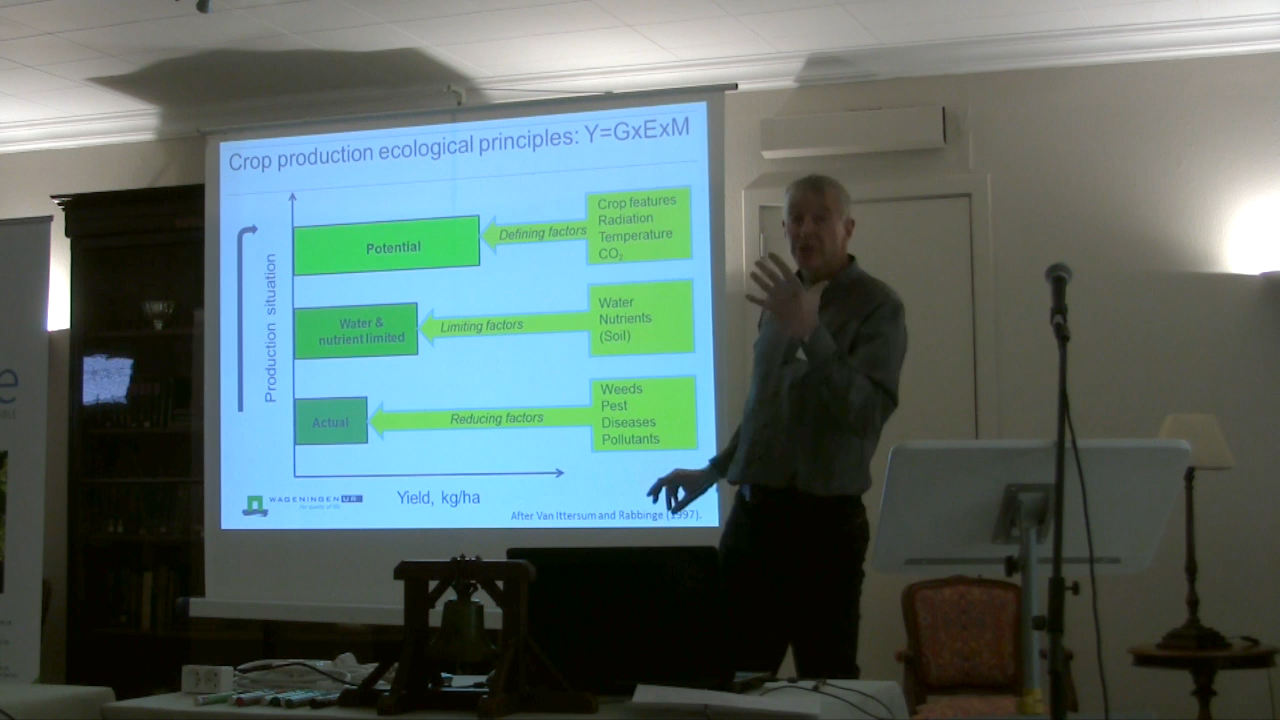 Crop production ecological principles: Y=GxExM
Production situation
Potential
Defining factors
Crop features
Radiation
Temperature
CO₂
Water &
nutrient limited
Limiting factors
Water
Nutrients
(Soil)
Actual
Reducing factors
Weeds
Pest
Diseases
Pollutants
WAGENINGEN UR
For quality of life
Yield, kg/ha
After Van Ittersum and Rabbinge (1997).
e